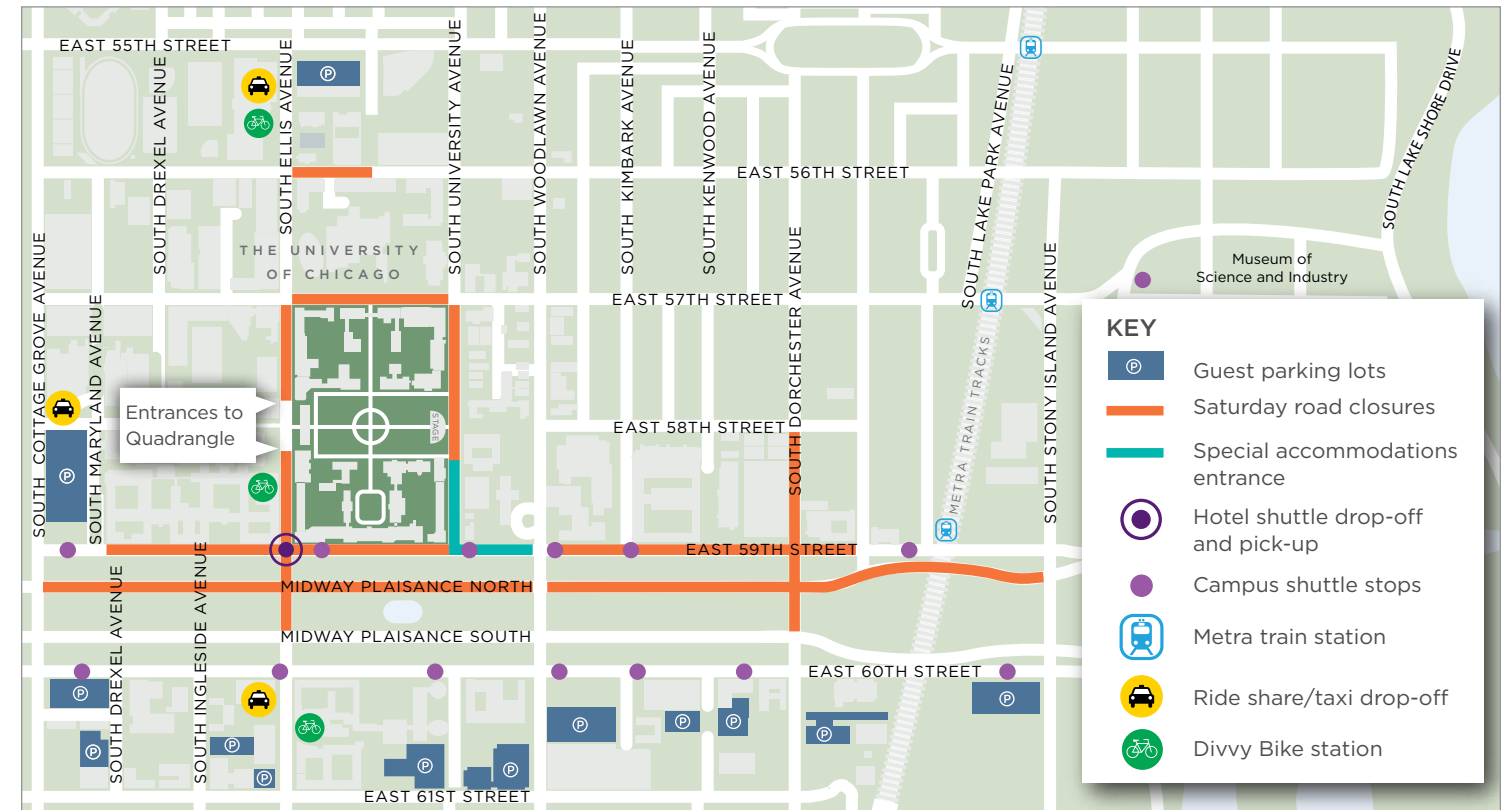 EAST 55TH STREET
SOUTH DREXEL AVENUE
SOUTH ELLIS AVENUE
SOUTH UNIVERSITY AVENUE
SOUTH WOODLAWN AVENUE
SOUTH KIMBARK AVENUE
SOUTH KENWOOD AVENUE
SOUTH LAKE PARK AVENUE
SOUTH LAKE SHORE DRIVE
P
EAST 56TH STREET
THE UNIVERSITY
OF CHICAGO
SOUTH COTTAGE GROVE AVENUE
SOUTH MARYLAND AVENUE
EAST 57TH STREET
SOUTH DORCHESTER AVENUE
SOUTH STONY ISLAND AVENUE
METRA TRAIN TRACKS
Museum of
Science and Industry
Entrances to
Quadrangle
STAGE
EAST 58TH STREET
P
EAST 59TH STREET
MIDWAY PLAISANCE NORTH
MIDWAY PLAISANCE SOUTH
SOUTH DREXEL AVENUE
SOUTH INGLESIDE AVENUE
EAST 60TH STREET
P
P
P
P
P
P
P
P
P
P
P
EAST 61ST STREET
KEY
P
Guest parking lots
Saturday road closures
Special accommodations
entrance
Hotel shuttle drop-off
and pick-up
Campus shuttle stops
Metra train station
Ride share/taxi drop-off
Divvy Bike station